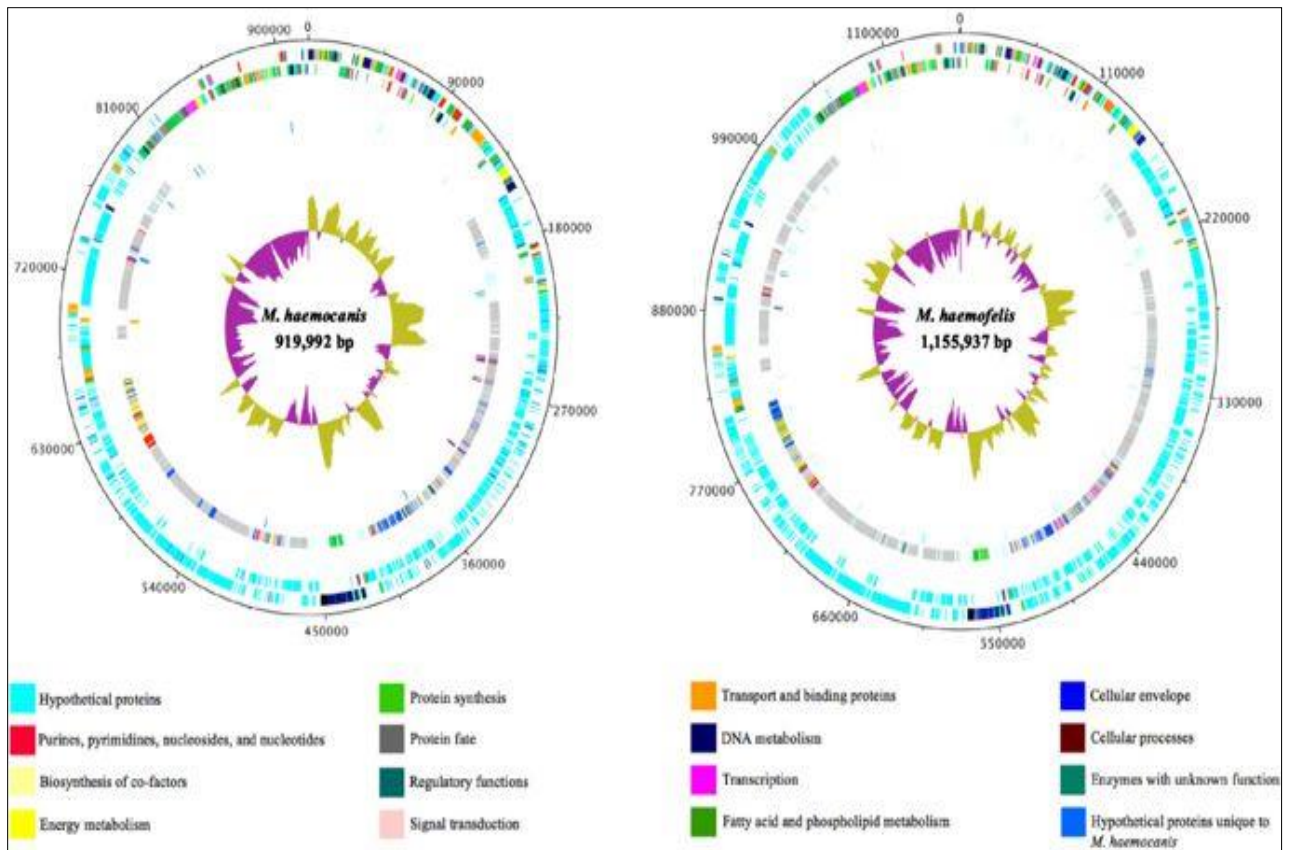 0
900000
90000
810000
180000
720000
M. haemocanis
919,992 bp
270000
630000
360000
540000
450000
0
1100000
110000
990000
220000
880000
M. haemofelis
1,155,937 bp
330000
770000
440000
660000
550000
Hypothetical proteins
Purines, pyrimidines, nucleosides, and nucleotides
Biosynthesis of co-factors
Energy metabolism
Protein synthesis
Protein fate
Regulatory functions
Signal transduction
Transport and binding proteins
DNA metabolism
Transcription
Fatty acid and phospholipid metabolism
Cellular envelope
Cellular processes
Enzymes with unknown function
Hypothetical proteins unique to
M. haemocanis